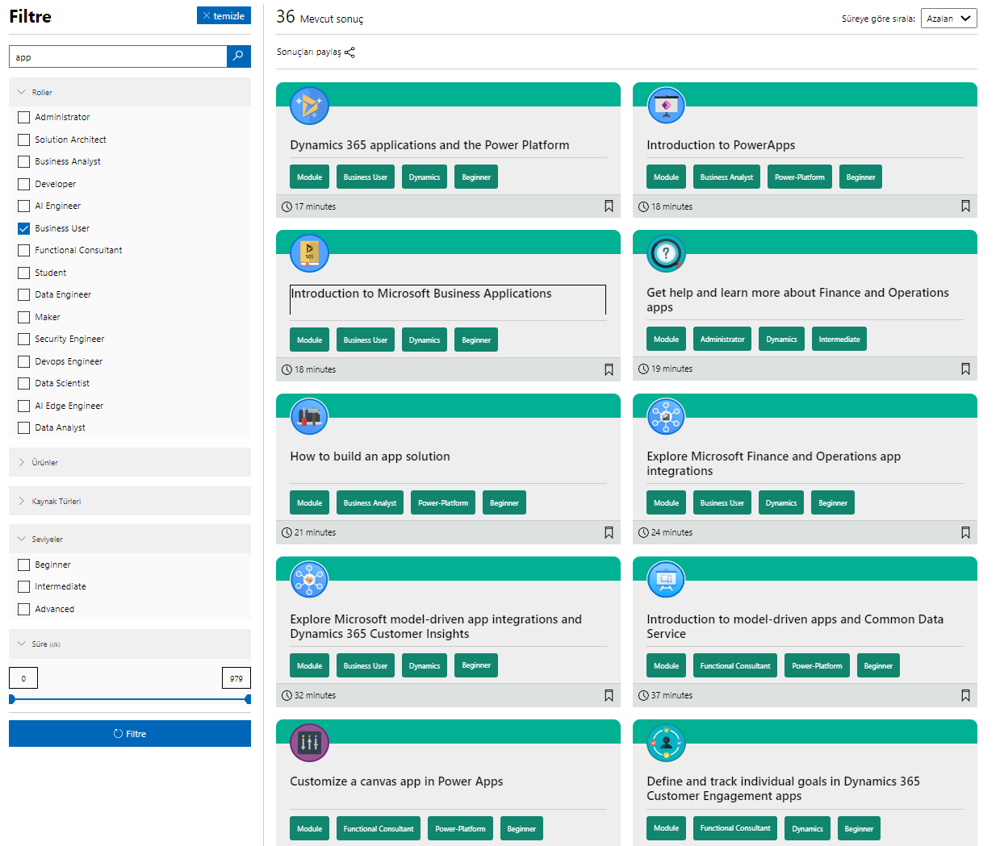 Filtre
temizle
app
Roller
Administrator
Solution Architect
Business Analyst
Developer
AI Engineer
Business User
Functional Consultant
Student
Data Engineer
Maker
Security Engineer
Devops Engineer
Data Scientist
AI Edge Engineer
Data Analyst
Ürünler
Kaynak Türleri
Seviyeler
Beginner
Intermediate
Advanced
Süre (dk)
0 979
Filtre
36 Mevcut sonuç
Süreye göre sırala: Azalan
Sonuçları paylaş
Dynamics 365 applications and the Power Platform
Module Business User Dynamics Beginner
17 minutes
Introduction to PowerApps
Module Business Analyst Power-Platform Beginner
18 minutes
101
Introduction to Microsoft Business Applications
Module Business User Dynamics Beginner
18 minutes
?
Get help and learn more about Finance and Operations
apps
Module Administrator Dynamics Intermediate
19 minutes
How to build an app solution
Module Business Analyst Power-Platform Beginner
21 minutes
Explore Microsoft Finance and Operations app
integrations
Module Business User Dynamics Beginner
24 minutes
Explore Microsoft model-driven app integrations and
Dynamics 365 Customer Insights
Module Business User Dynamics Beginner
32 minutes
Introduction to model-driven apps and Common Data
Service
Module Functional Consultant Power-Platform Beginner
37 minutes
Customize a canvas app in Power Apps
Module Functional Consultant Power-Platform Beginner
Define and track individual goals in Dynamics 365
Customer Engagement apps
Module Functional Consultant Dynamics Beginner